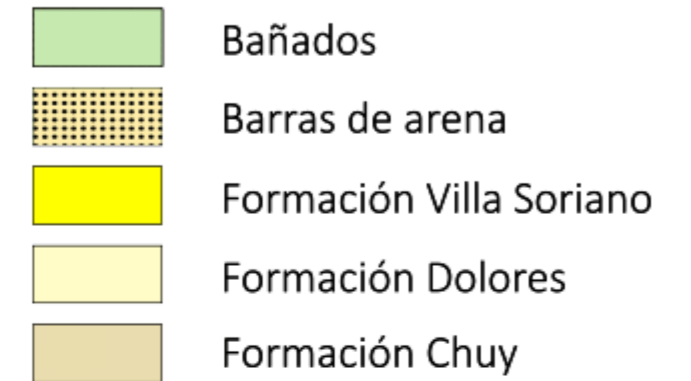 Bañados
Barras de arena
Formación Villa Soriano
Formación Dolores
Formación Chuy